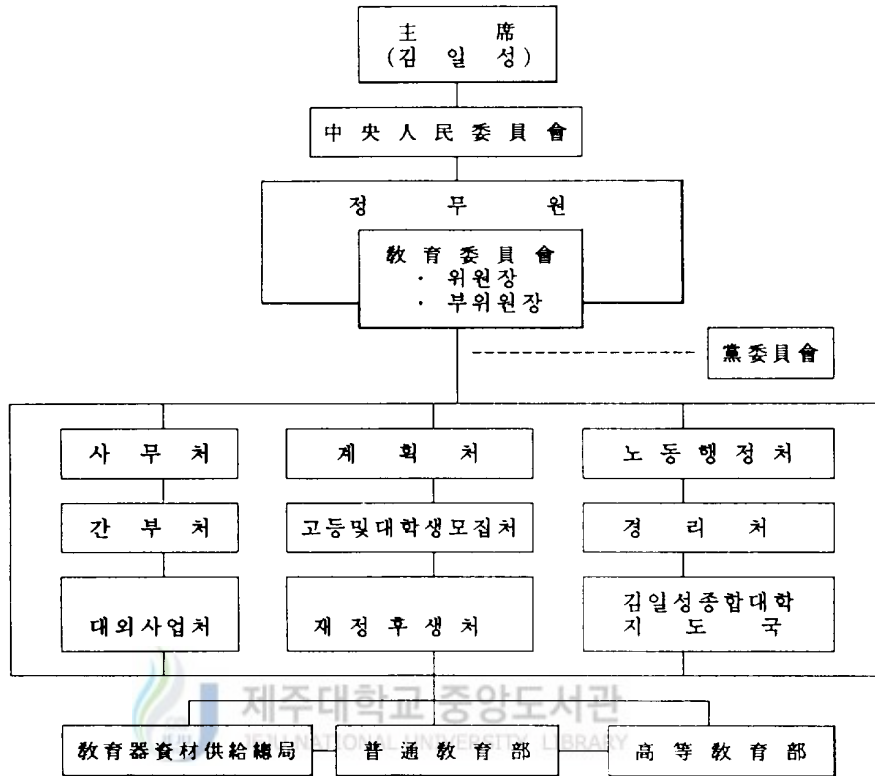 主 席
(김 일 성)
中 央 人 民 委 員 會
정 무 원
敎 育 委 員 會
· 위원장
· 부위원장
黨委員會
사 무 처
계 획 처
노 동 행 정 처
간 부 처
고등및대학생모집처
경 리 처
대외사업처
재 정 후 생 처
김일성종합대학
지 도 국
제주대학교 중앙도서관
JEJU NATIONAL UNIVERSITY LIBRARY
敎育器資材供給總局
普 通 敎 育 部
高 等 敎 育 部